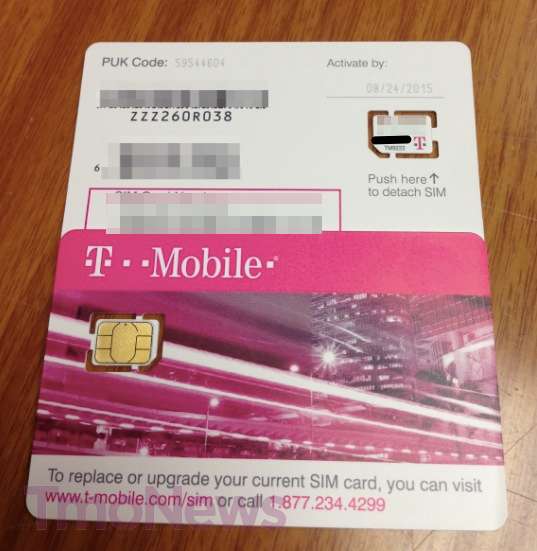 PUK Code: 59544604
Activate by:
08/24/2015
ZZZ260R038
6
T
Push here ↑
to detach SIM
T··Mobile·®
To replace or upgrade your current SIM card, you can visit
www.t-mobile.com/sim or call 1.877.234.4299
TmoNews